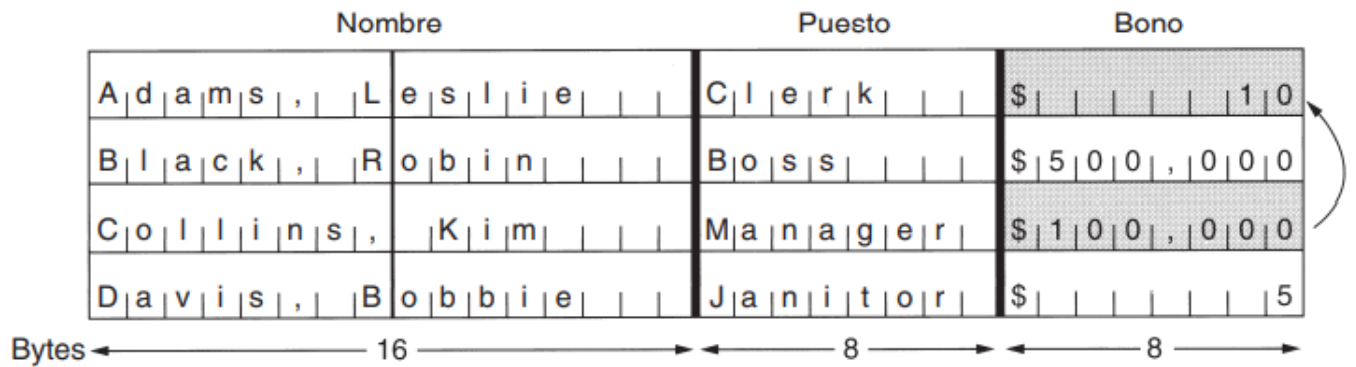 Nombre Puesto Bono
Adams, Leslie Clerk $ 10
Black, Robin Boss $500,000
Collins, Kim Manager $100,000
Davis, Bobbie Janitor $ 5
Bytes 16 8 8